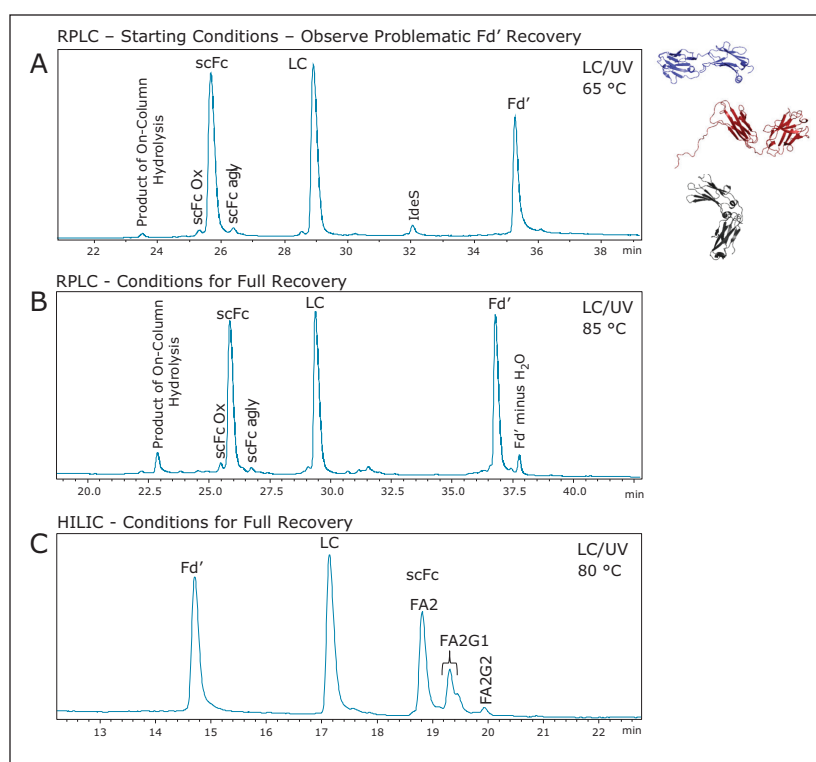 RPLC – Starting Conditions – Observe Problematic Fd’ Recovery
A
Product of On-Column
Hydrolysis
scFc Ox
scFc
scFc agly
LC
IdeS
Fd’
LC/UV
65 °C
22 24 26 28 30 32 34 36 38
min
RPLC - Conditions for Full Recovery
B
Product of On-Column
Hydrolysis
scFc Ox
scFc
scFc agly
LC
Fd’
Fd’ minus H₂O
LC/UV
85 °C
20.0 22.5 25.0 27.5 30.0 32.5 35.0 37.5 40.0
min
HILIC - Conditions for Full Recovery
C
Fd’
LC
scFc
FA2
FA2G1
FA2G2
LC/UV
80 °C
13 14 15 16 17 18 19 20 21 22 min